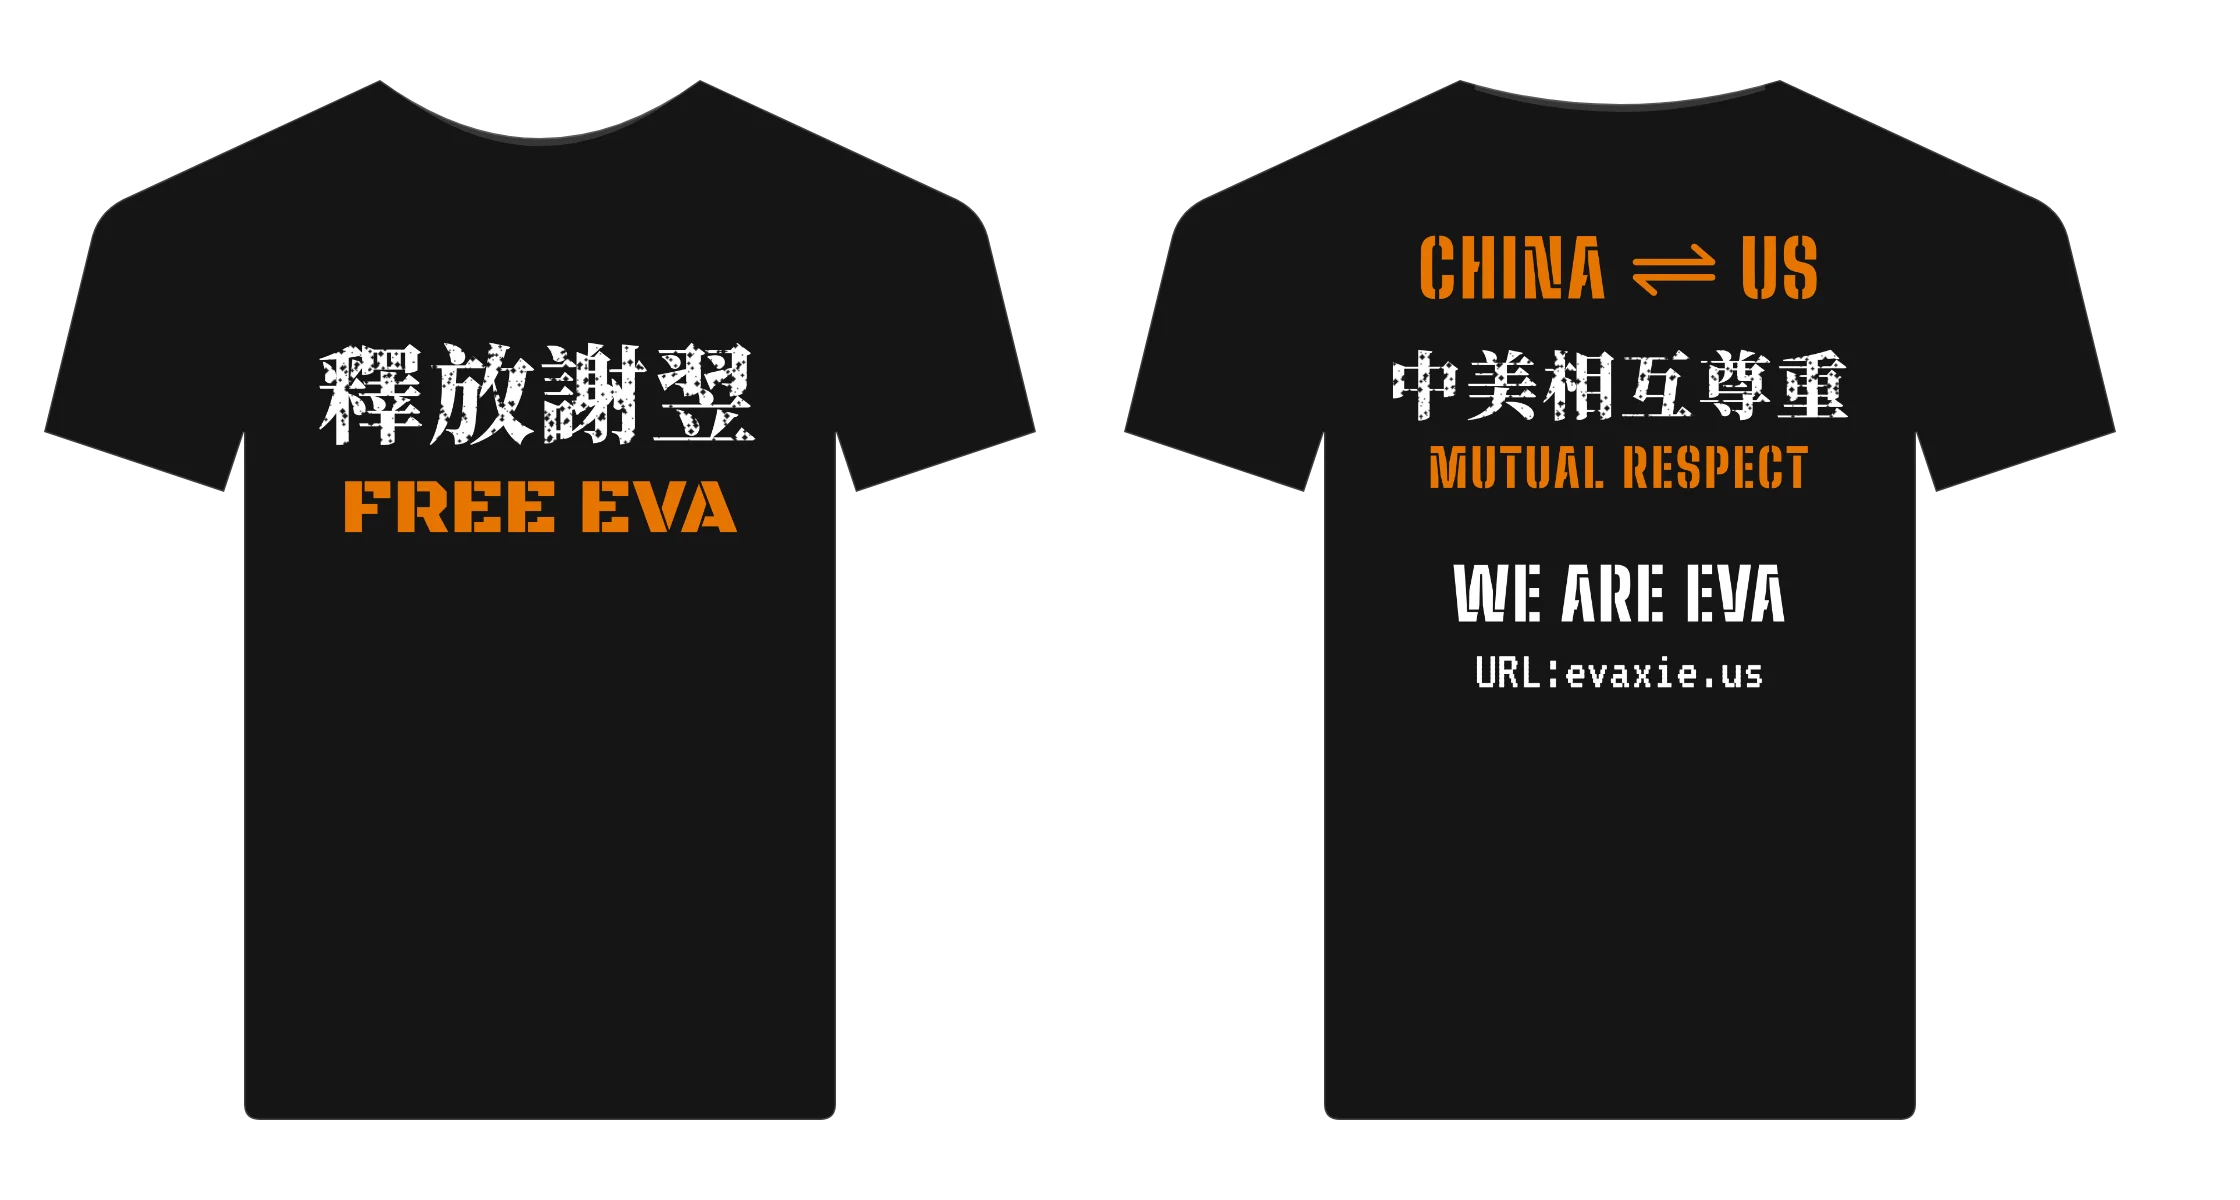 釋放謝翌
FREE EVA
CHINA ⇌ US
中美相互尊重
MUTUAL RESPECT
WE ARE EVA
URL:evaxie.us